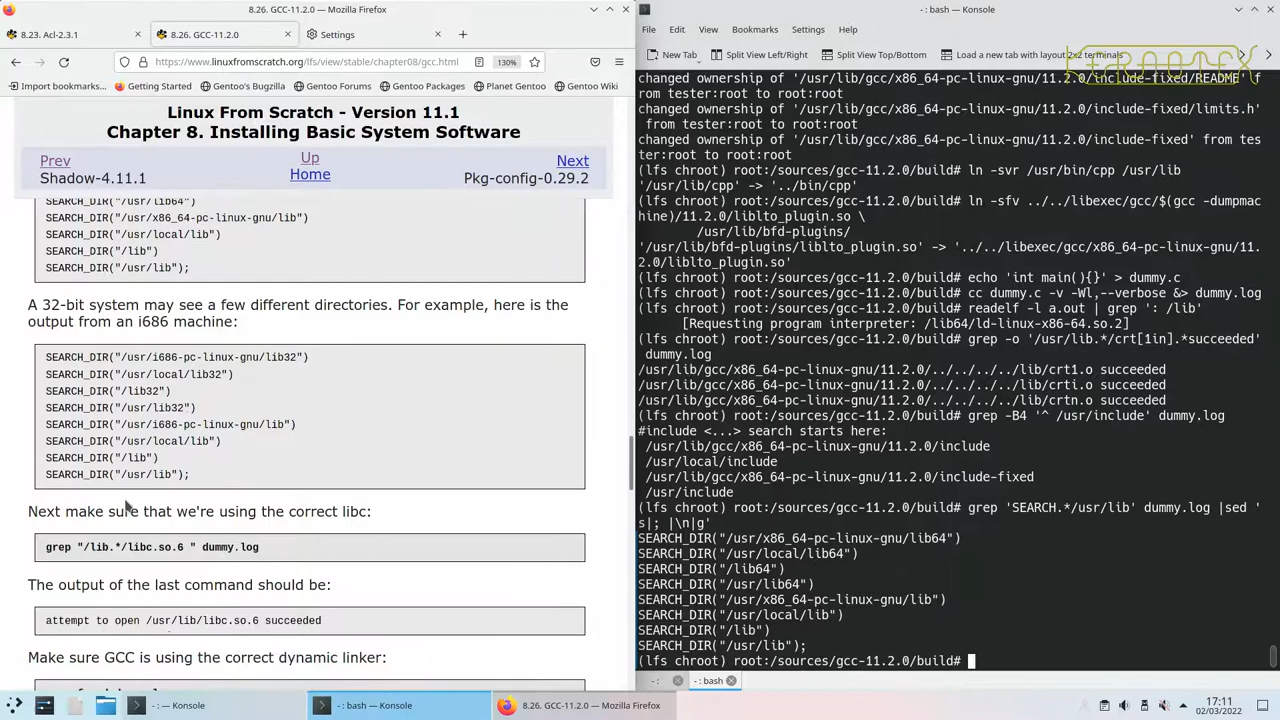 8.26. GCC-11.2.0 — Mozilla Firefox
8.23. Acl-2.3.1
8.26. GCC-11.2.0
Settings
https://www.linuxfromscratch.org/lfs/view/stable/chapter08/gcc.html
130%
Import bookmarks...
Getting Started
Gentoo's Bugzilla
Gentoo Forums
Gentoo Packages
Planet Gentoo
Gentoo Wiki
Linux From Scratch - Version 11.1
Chapter 8. Installing Basic System Software
Prev
Up
Next
Shadow-4.11.1
Home
Pkg-config-0.29.2
SEARCH_DIR("/usr/lib64")
SEARCH_DIR("/usr/x86_64-pc-linux-gnu/lib")
SEARCH_DIR("/usr/local/lib")
SEARCH_DIR("/lib")
SEARCH_DIR("/usr/lib");
A 32-bit system may see a few different directories. For example, here is the
output from an i686 machine:
SEARCH_DIR("/usr/i686-pc-linux-gnu/lib32")
SEARCH_DIR("/usr/local/lib32")
SEARCH_DIR("/lib32")
SEARCH_DIR("/usr/lib32")
SEARCH_DIR("/usr/i686-pc-linux-gnu/lib")
SEARCH_DIR("/usr/local/lib")
SEARCH_DIR("/lib")
SEARCH_DIR("/usr/lib");
Next make sure that we're using the correct libc:
grep "/lib.*/libc.so.6 " dummy.log
The output of the last command should be:
attempt to open /usr/lib/libc.so.6 succeeded
Make sure GCC is using the correct dynamic linker:
- : bash — Konsole
File Edit View Bookmarks Settings Help
New Tab Split View Left/Right Split View Top/Bottom Load a new tab with layout 2x2 terminals
changed ownership of '/usr/lib/gcc/x86_64-pc-linux-gnu/11.2.0/include-fixed/README' f
rom tester:root to root:root
changed ownership of '/usr/lib/gcc/x86_64-pc-linux-gnu/11.2.0/include-fixed/limits.h'
 from tester:root to root:root
changed ownership of '/usr/lib/gcc/x86_64-pc-linux-gnu/11.2.0/include-fixed' from tes
ter:root to root:root
(lfs chroot) root:/sources/gcc-11.2.0/build# ln -svr /usr/bin/cpp /usr/lib
'/usr/lib/cpp' -> '../bin/cpp'
(lfs chroot) root:/sources/gcc-11.2.0/build# ln -sfv ../../libexec/gcc/$(gcc -dumpmac
hine)/11.2.0/liblto_plugin.so \
        /usr/lib/bfd-plugins/
'/usr/lib/bfd-plugins/liblto_plugin.so' -> '../../libexec/gcc/x86_64-pc-linux-gnu/11.
2.0/liblto_plugin.so'
(lfs chroot) root:/sources/gcc-11.2.0/build# echo 'int main(){}' > dummy.c
(lfs chroot) root:/sources/gcc-11.2.0/build# cc dummy.c -v -Wl,--verbose &> dummy.log
(lfs chroot) root:/sources/gcc-11.2.0/build# readelf -l a.out | grep ': /lib'
      [Requesting program interpreter: /lib64/ld-linux-x86-64.so.2]
(lfs chroot) root:/sources/gcc-11.2.0/build# grep -o '/usr/lib.*/crt[1in].*succeeded'
 dummy.log
/usr/lib/gcc/x86_64-pc-linux-gnu/11.2.0/../../../../lib/crt1.o succeeded
/usr/lib/gcc/x86_64-pc-linux-gnu/11.2.0/../../../../lib/crti.o succeeded
/usr/lib/gcc/x86_64-pc-linux-gnu/11.2.0/../../../../lib/crtn.o succeeded
(lfs chroot) root:/sources/gcc-11.2.0/build# grep -B4 '^ /usr/include' dummy.log
#include <...> search starts here:
 /usr/lib/gcc/x86_64-pc-linux-gnu/11.2.0/include
 /usr/local/include
 /usr/lib/gcc/x86_64-pc-linux-gnu/11.2.0/include-fixed
 /usr/include
(lfs chroot) root:/sources/gcc-11.2.0/build# grep 'SEARCH.*/usr/lib' dummy.log |sed '
s|; |\n|g'
SEARCH_DIR("/usr/x86_64-pc-linux-gnu/lib64")
SEARCH_DIR("/usr/local/lib64")
SEARCH_DIR("/lib64")
SEARCH_DIR("/usr/lib64")
SEARCH_DIR("/usr/x86_64-pc-linux-gnu/lib")
SEARCH_DIR("/usr/local/lib")
SEARCH_DIR("/lib")
SEARCH_DIR("/usr/lib");
(lfs chroot) root:/sources/gcc-11.2.0/build#
- :
- : bash
- : — Konsole
- : bash — Konsole
8.26. GCC-11.2.0 — Mozilla Firefox
17:11
02/03/2022